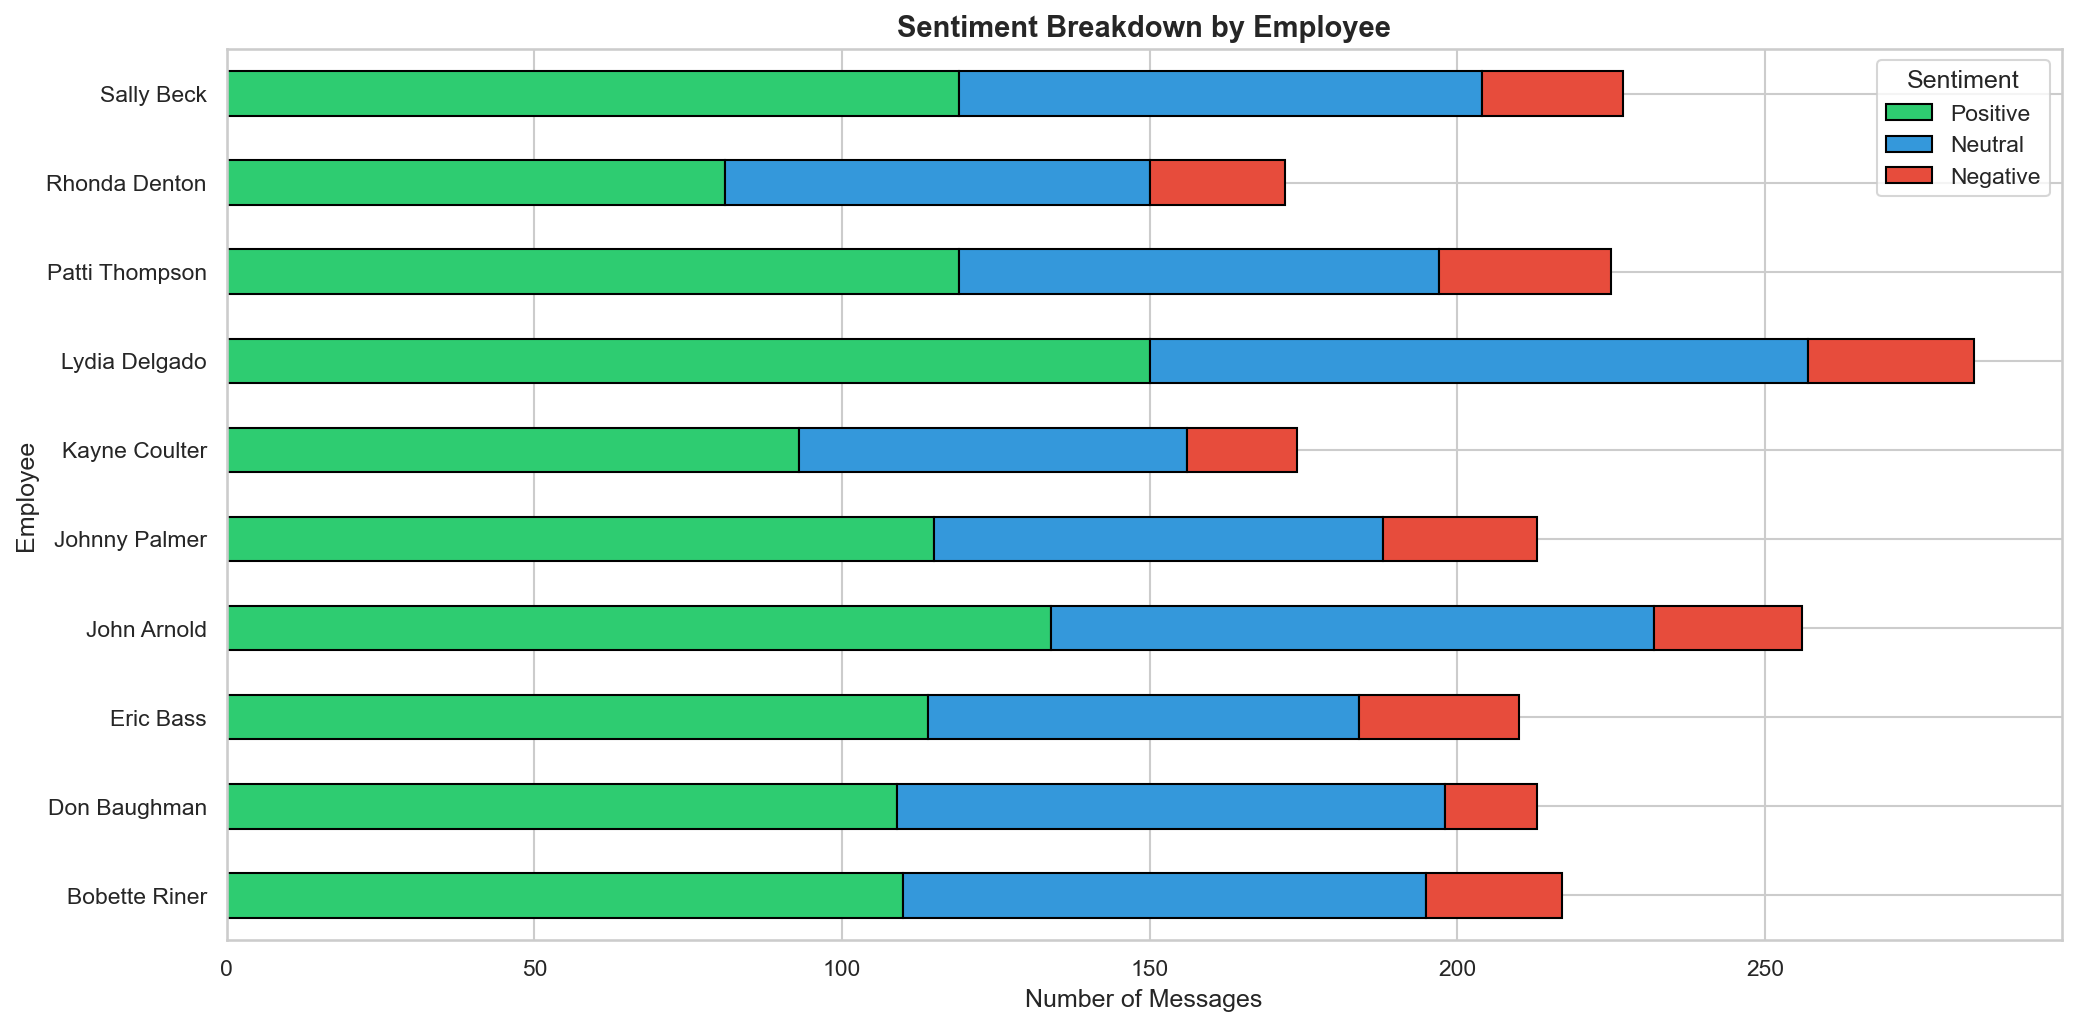 Sentiment Breakdown by Employee
Sentiment
Positive
Neutral
Negative
Employee
Sally Beck
Rhonda Denton
Patti Thompson
Lydia Delgado
Kayne Coulter
Johnny Palmer
John Arnold
Eric Bass
Don Baughman
Bobette Riner
0 50 100 150 200 250
Number of Messages